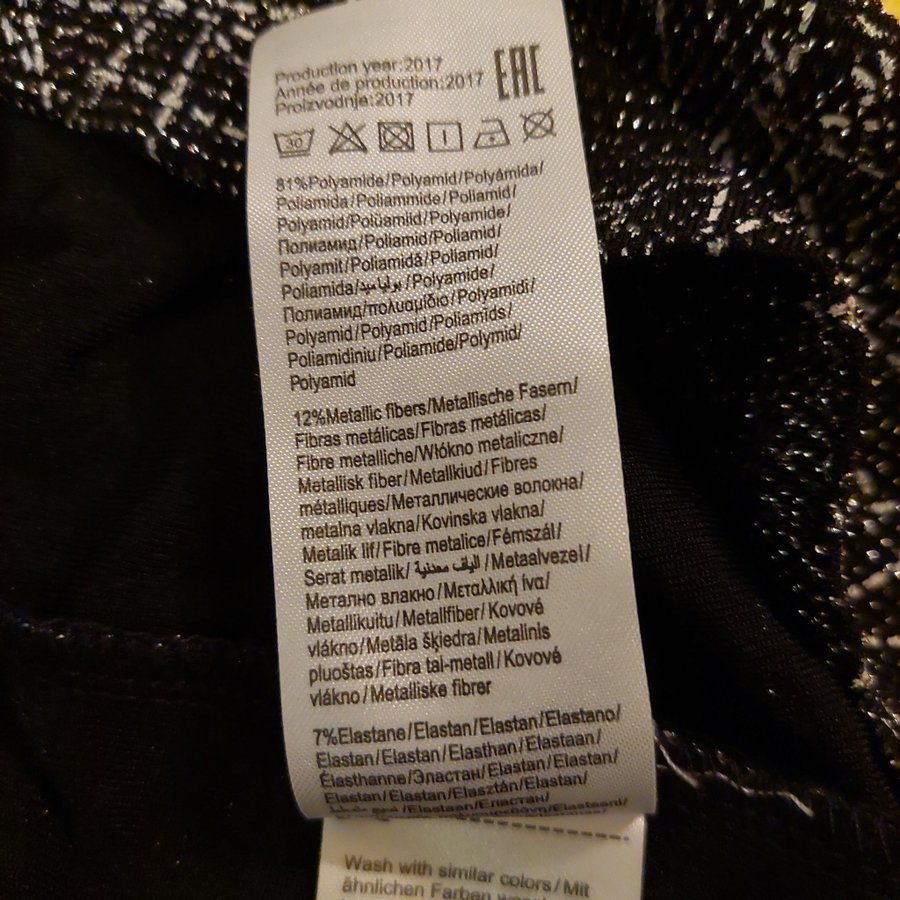 Production year:2017
Année de production:2017
Proizvodnje:2017
EAC
30
81%Polyamide/Polyamid/Polyâmida/
Poliamida/Poliammide/Poliamid/
Polyamid/Polüamiid/Polyamide/
Полиамид/Poliamid/Poliamid/
Polyamit/Poliamidă/Poliamid/
Poliamida/بولياميد/Polyamide/
Полиамид/πολυαμίδιο/Polyamidi/
Polyamid/Polyamid/Poliamīds/
Poliamidiniu/Poliamide/Polymid/
Polyamid
12%Metallic fibers/Metallische Fasern/
Fibras metálicas/Fibras metálicas/
Fibre metalliche/Włókno metaliczne/
Metallisk fiber/Metallkiud/Fibres
métalliques/Металлические волокна/
metalna vlakna/Kovinska vlakna/
Metalik lif/Fibre metalice/Fémszál/
Serat metalik/ الياف معدنية /Metaalvezel/
Метално влакно/Μεταλλική ίνα/
Metallikuitu/Metallfiber/Kovové
vlákno/Metāla šķiedra/Metalinis
pluoštas/Fibra tal-metall/Kovové
vlákno/Metalliske fibrer
7%Elastane/Elastan/Elastan/Elastano/
Elastan/Elastan/Elasthan/Elastaan/
Élasthanne/Эластан/Elastan/Elastan/
Elastan/Elastan/Elasztán/Elastan/
/Elastaan/Еластан/
/Elastaani/
Wash with similar colors/Mit
ähnlichen Farben